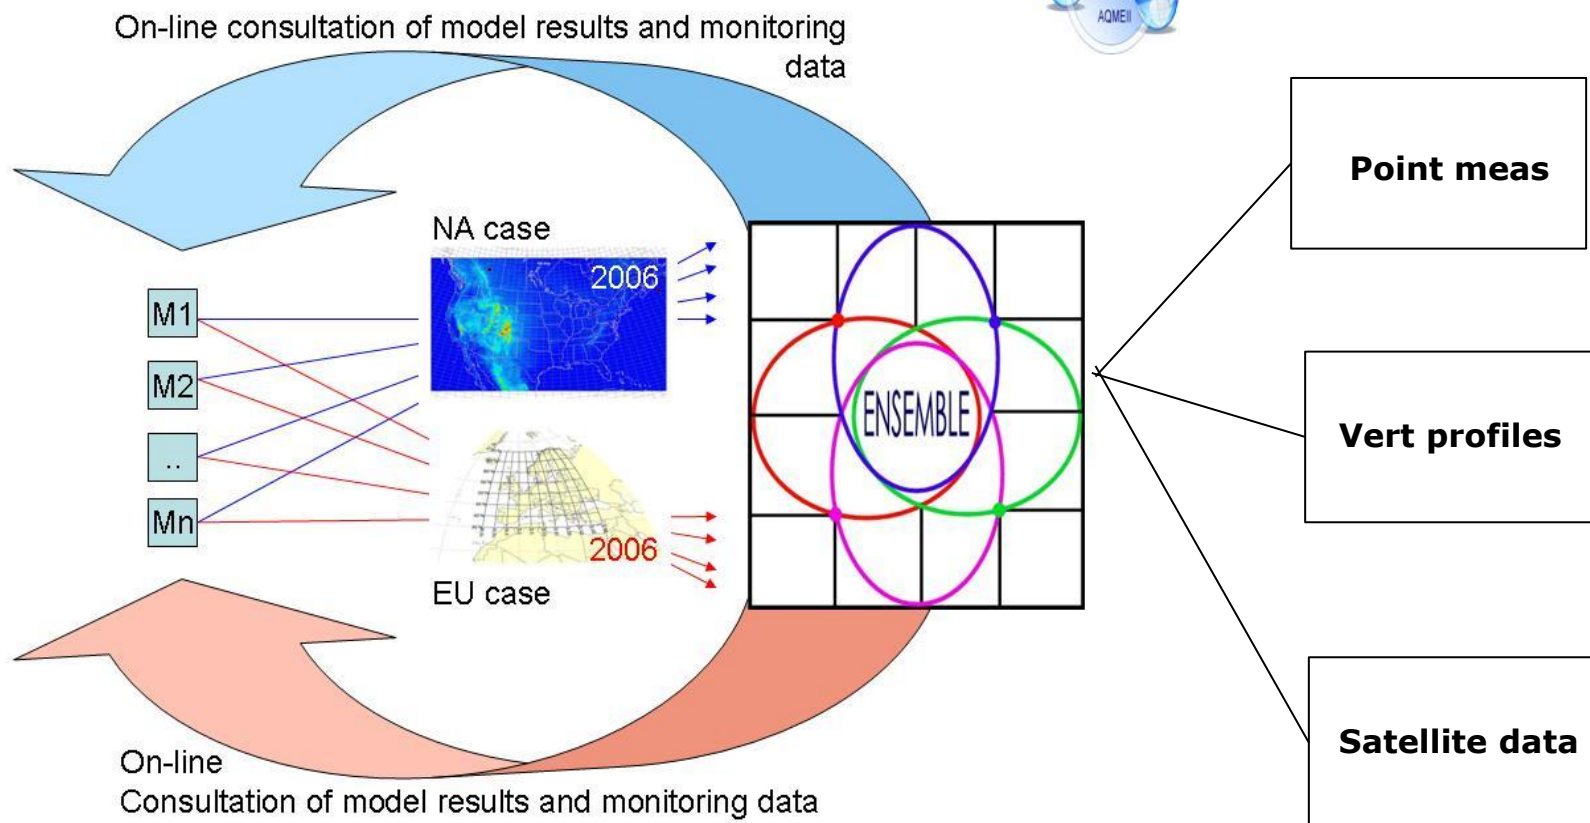 AQMEII
On-line consultation of model results and monitoring
data
Point meas
NA case
2006
M1
M2
..
Mn
ENSEMBLE
Vert profiles
2006
EU case
Satellite data
On-line
Consultation of model results and monitoring data